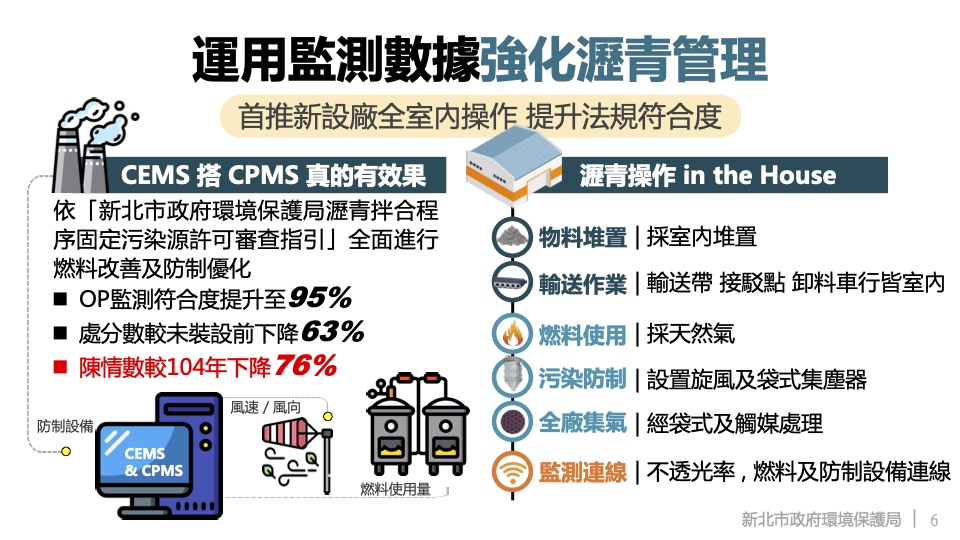 運用監測數據強化瀝青管理
首推新設廠全室內操作 提升法規符合度
CEMS 搭 CPMS 真的有效果
依「新北市政府環境保護局瀝青拌合程
序固定污染源許可審查指引」全面進行
燃料改善及防制優化
■ OP監測符合度提升至95%
■ 處分數較未裝設前下降63%
■ 陳情數較104年下降76%
防制設備
CEMS
& CPMS
風速 / 風向
燃料使用量
瀝青操作 in the House
物料堆置 | 採室內堆置
輸送作業 | 輸送帶 接駁點 卸料車行皆室內
燃料使用 | 採天然氣
污染防制 | 設置旋風及袋式集塵器
全廠集氣 | 經袋式及觸媒處理
監測連線 | 不透光率 , 燃料及防制設備連線
新北市政府環境保護局 | 6